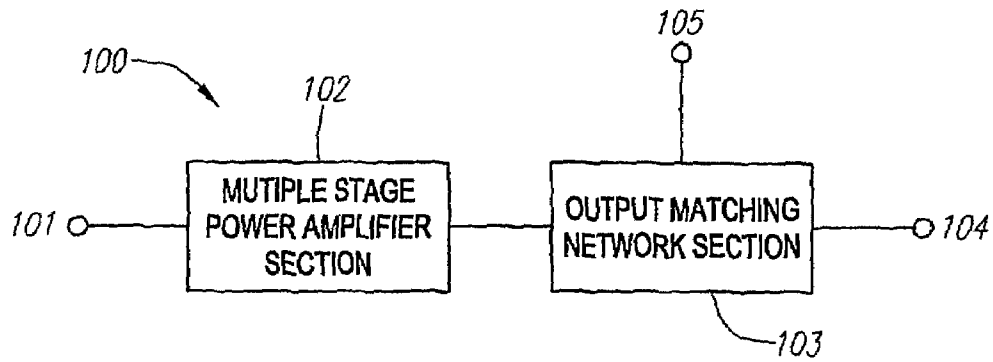 105
100
102
MUTIPLE STAGE
POWER AMPLIFIER
SECTION
OUTPUT MATCHING
NETWORK SECTION
101
104
103